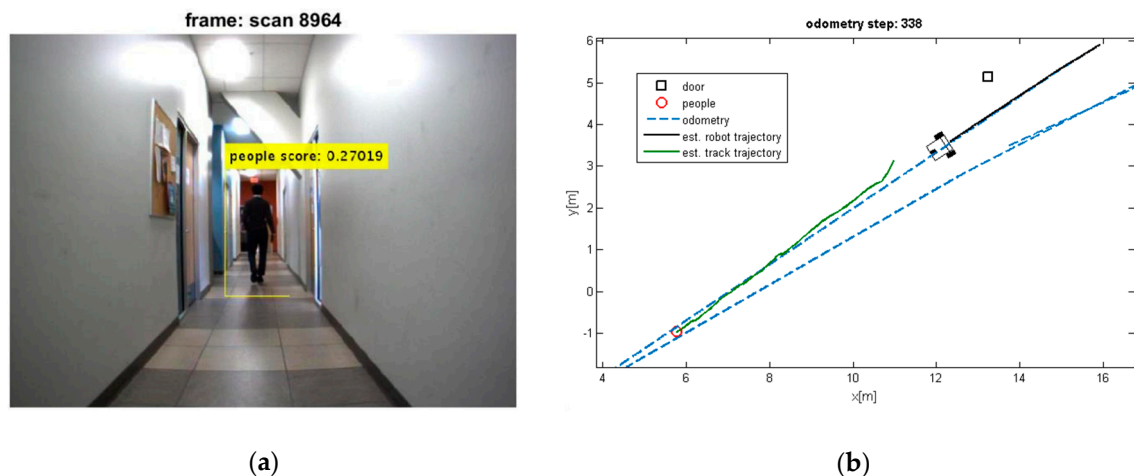 frame: scan 8964
people score: 0.27019
(a)
odometry step: 338
door
people
odometry
est. robot trajectory
est. track trajectory
6
5
4
3
2
1
0
-1
y[m]
4
6
8
10
12
14
16
x[m]
(b)